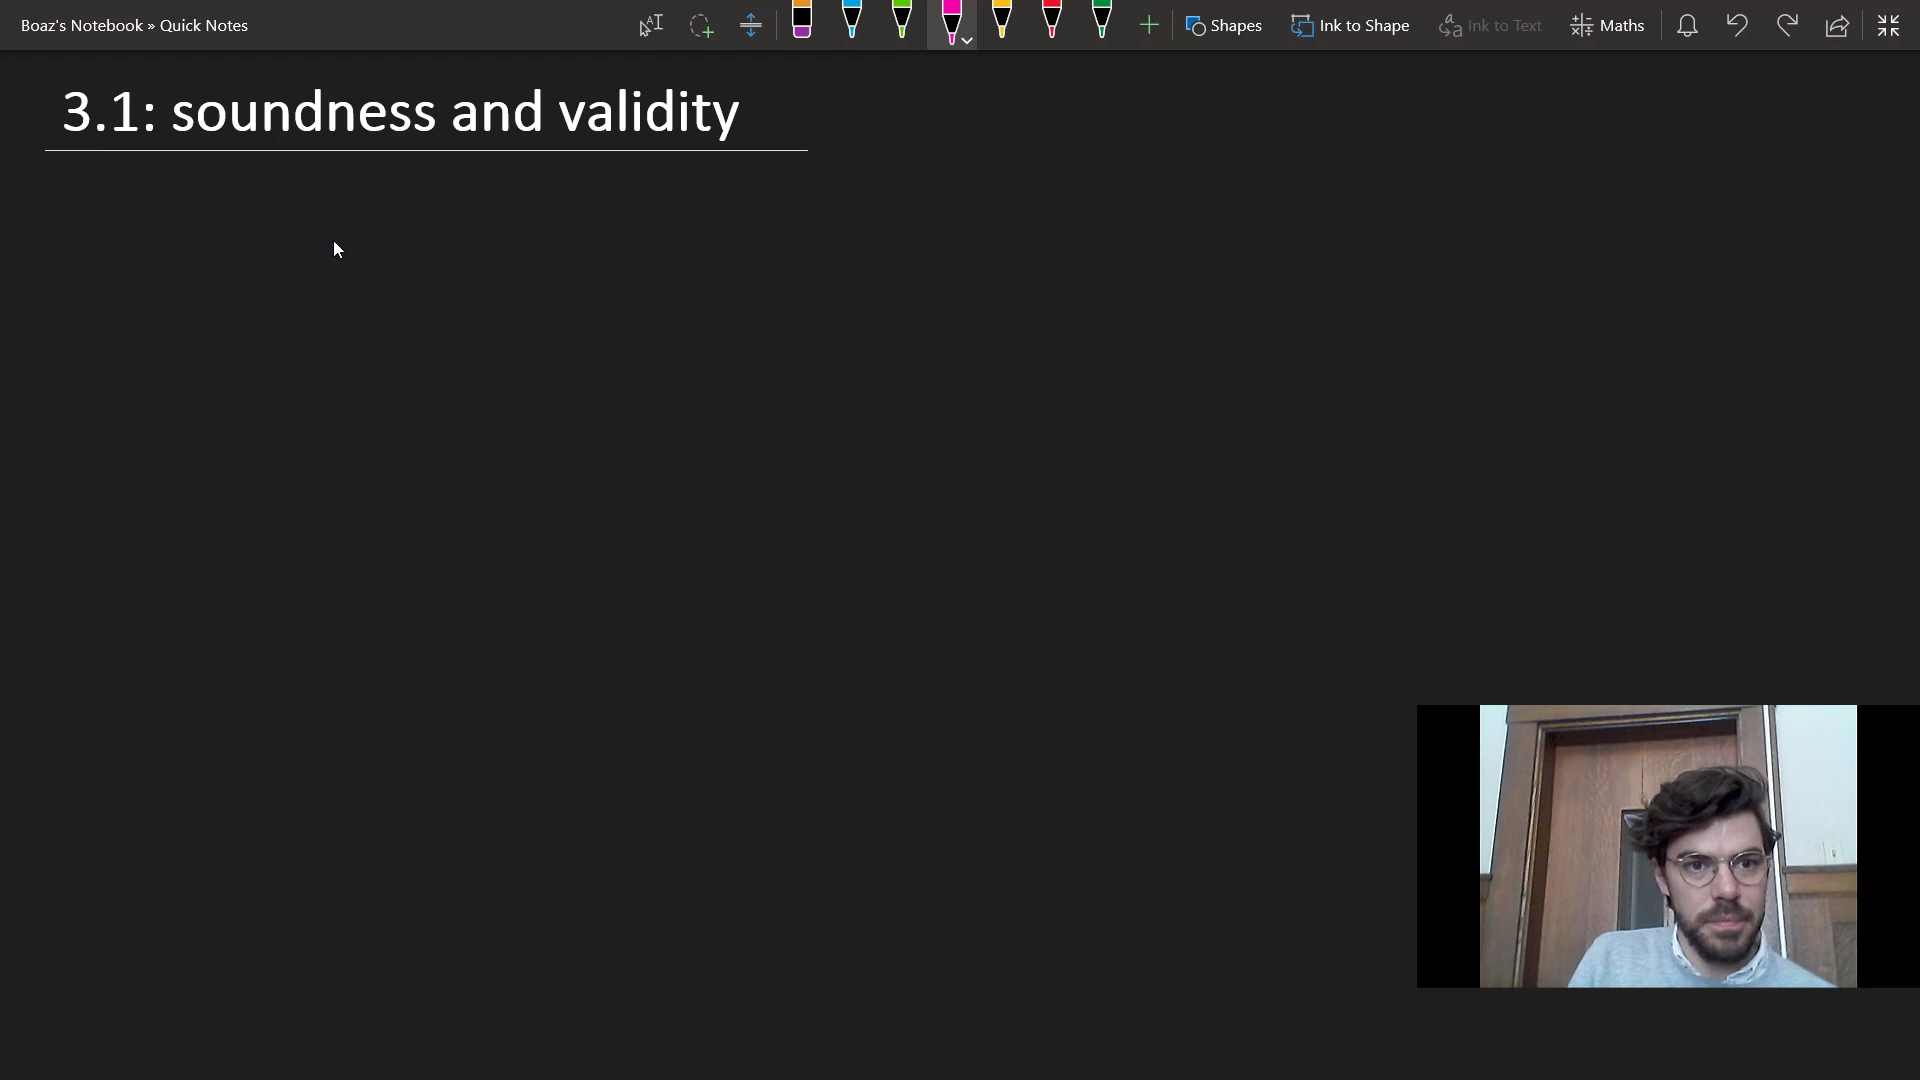 Boaz's Notebook » Quick Notes
Shapes
Ink to Shape
Ink to Text
Maths
3.1: soundness and validity